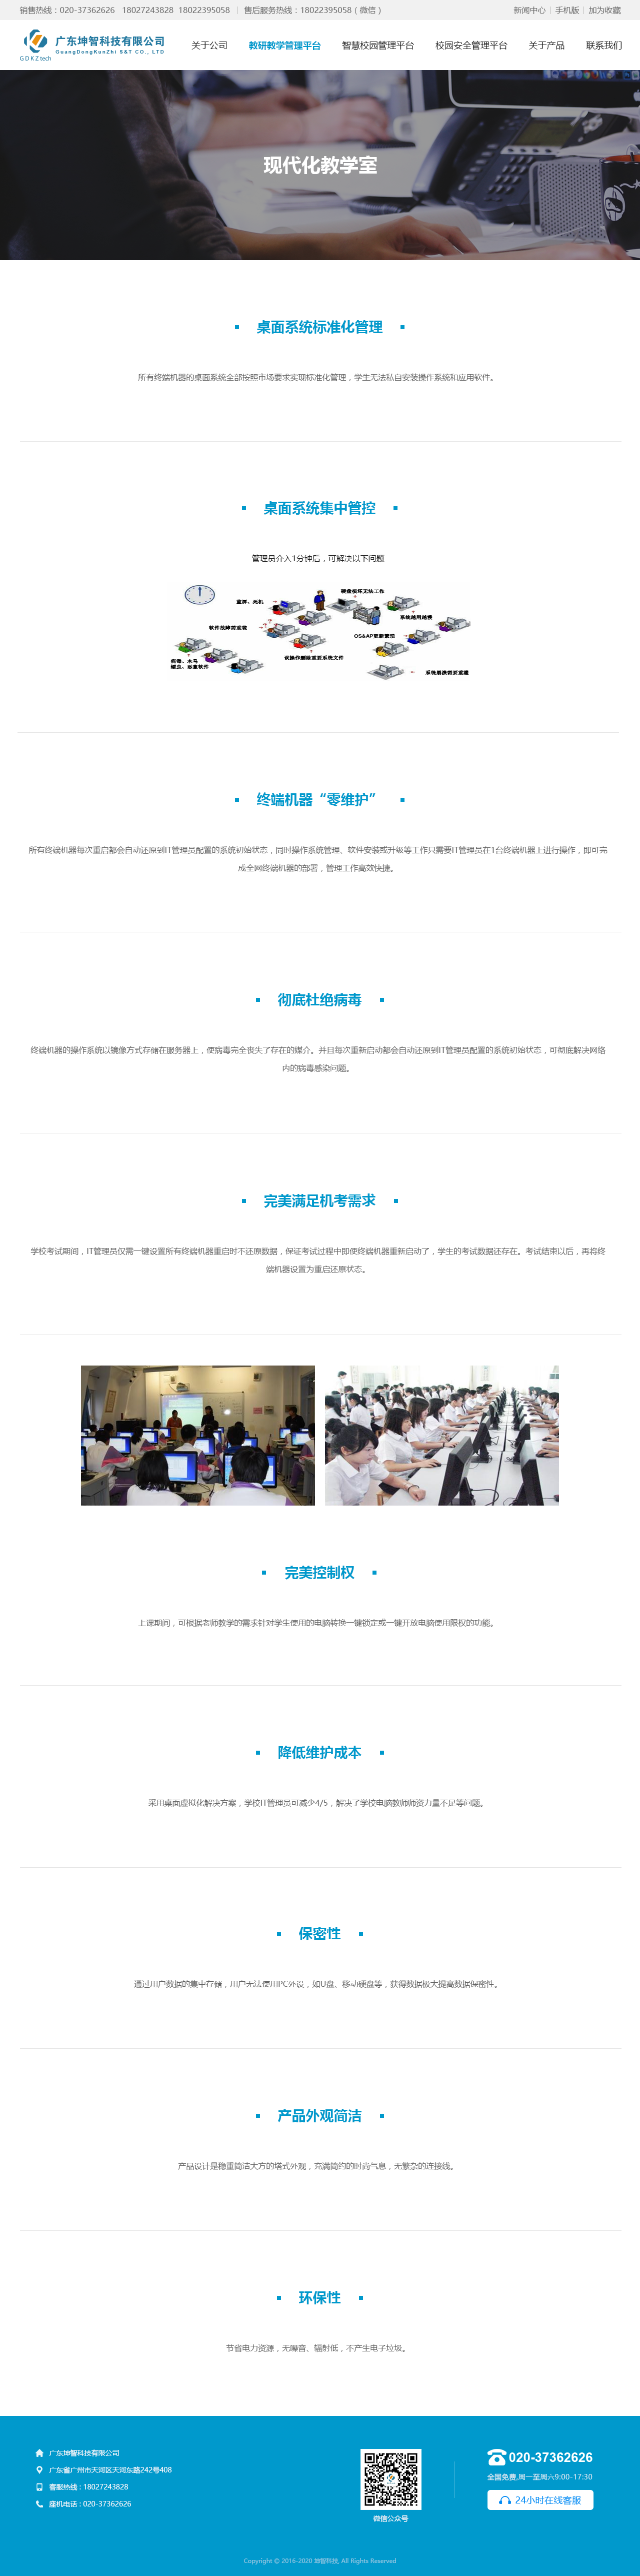 销售热线：020-37362626 18027243828 18022395058 | 售后服务热线：18022395058（微信）
新闻中心 | 手机版 | 加为收藏
GDKZtech
广东坤智科技有限公司
GuangDongKunZhi S&T CO., LTD
关于公司 教研教学管理平台 智慧校园管理平台 校园安全管理平台 关于产品 联系我们
现代化教学室
桌面系统标准化管理
所有终端机器的桌面系统全部按照市场要求实现标准化管理，学生无法私自安装操作系统和应用软件。
桌面系统集中管控
管理员介入1分钟后，可解决以下问题
硬盘损坏无法工作
蓝屏、死机
系统越用越慢
软件故障需重装
OS&AP更新繁琐
病毒、木马
蠕虫、恶意软件
误操作删除重要系统文件
系统崩溃需要重灌
终端机器“零维护”
所有终端机器每次重启都会自动还原到IT管理员配置的系统初始状态，同时操作系统管理、软件安装或升级等工作只需要IT管理员在1台终端机器上进行操作，即可完
成全网终端机器的部署，管理工作高效快捷。
彻底杜绝病毒
终端机器的操作系统以镜像方式存储在服务器上，使病毒完全丧失了存在的媒介。并且每次重新启动都会自动还原到IT管理员配置的系统初始状态，可彻底解决网络
内的病毒感染问题。
完美满足机考需求
学校考试期间，IT管理员仅需一键设置所有终端机器重启时不还原数据，保证考试过程中即使终端机器重新启动了，学生的考试数据还存在。考试结束以后，再将终
端机器设置为重启还原状态。
完美控制权
上课期间，可根据老师教学的需求针对学生使用的电脑转换一键锁定或一键开放电脑使用限权的功能。
降低维护成本
采用桌面虚拟化解决方案，学校IT管理员可减少4/5，解决了学校电脑教师师资力量不足等问题。
保密性
通过用户数据的集中存储，用户无法使用PC外设，如U盘、移动硬盘等，获得数据极大提高数据保密性。
产品外观简洁
产品设计是稳重简洁大方的塔式外观，充满简约的时尚气息，无繁杂的连接线。
环保性
节省电力资源，无噪音、辐射低，不产生电子垃圾。
广东坤智科技有限公司
广东省广州市天河区天河东路242号408
客服热线：18027243828
座机电话：020-37362626
微信公众号
020-37362626
全国免费,周一至周六9:00-17:30
24小时在线客服
Copyright © 2016-2020 坤智科技, All Rights Reserved